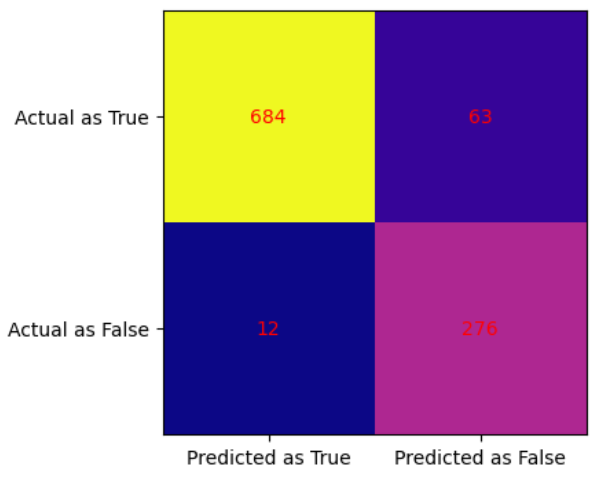 Actual as True
684
63
Actual as False
12
276
Predicted as True
Predicted as False